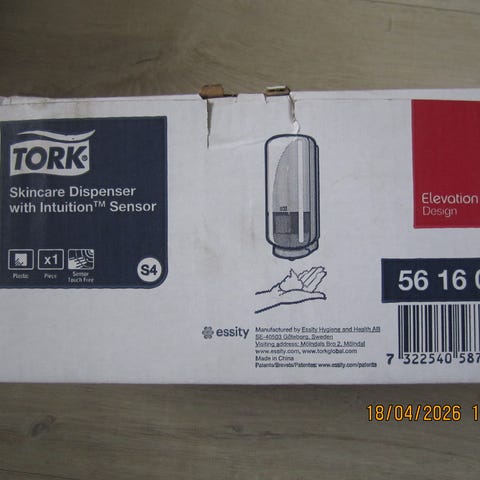 TORK®
Skincare Dispenser
with Intuition™ Sensor
Plastic
x1
Piece
Sensor
Touch Free
S4
Elevation
Design
56 16 0
essity
Manufactured by Essity Hygiene and Health AB
SE-40503 Göteborg, Sweden
Visiting address: Mölndals Bro 2, Mölndal
www.essity.com, www.torkglobal.com
Made in China
Patents/Brevets/Patentes: www.essity.com/patents
7 322540 587
18/04/2026 1